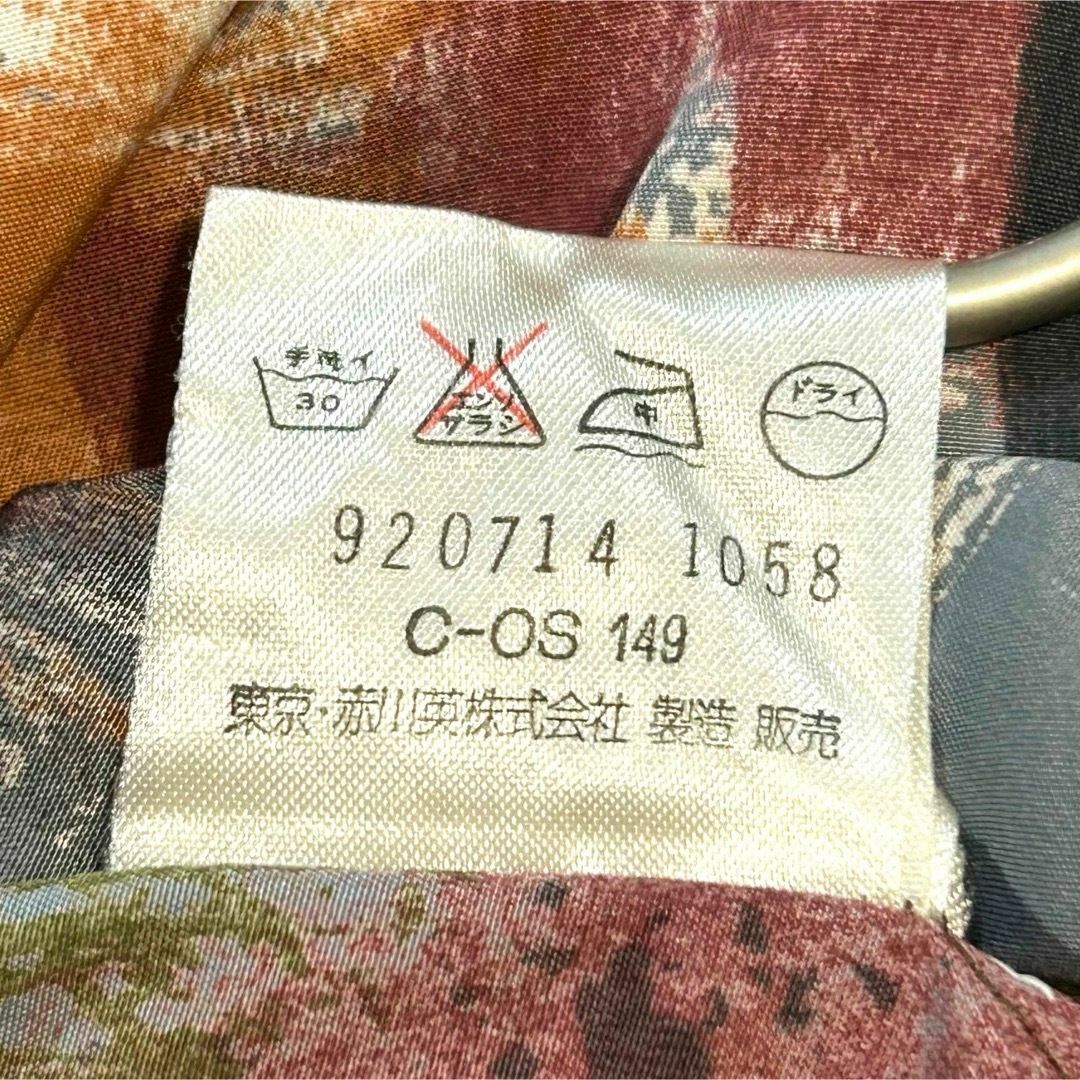 手洗イ
30
エンソ
サラシ
中
ドライ
920714 1058
C-OS 149
東京・赤川英株式会社 製造 販売